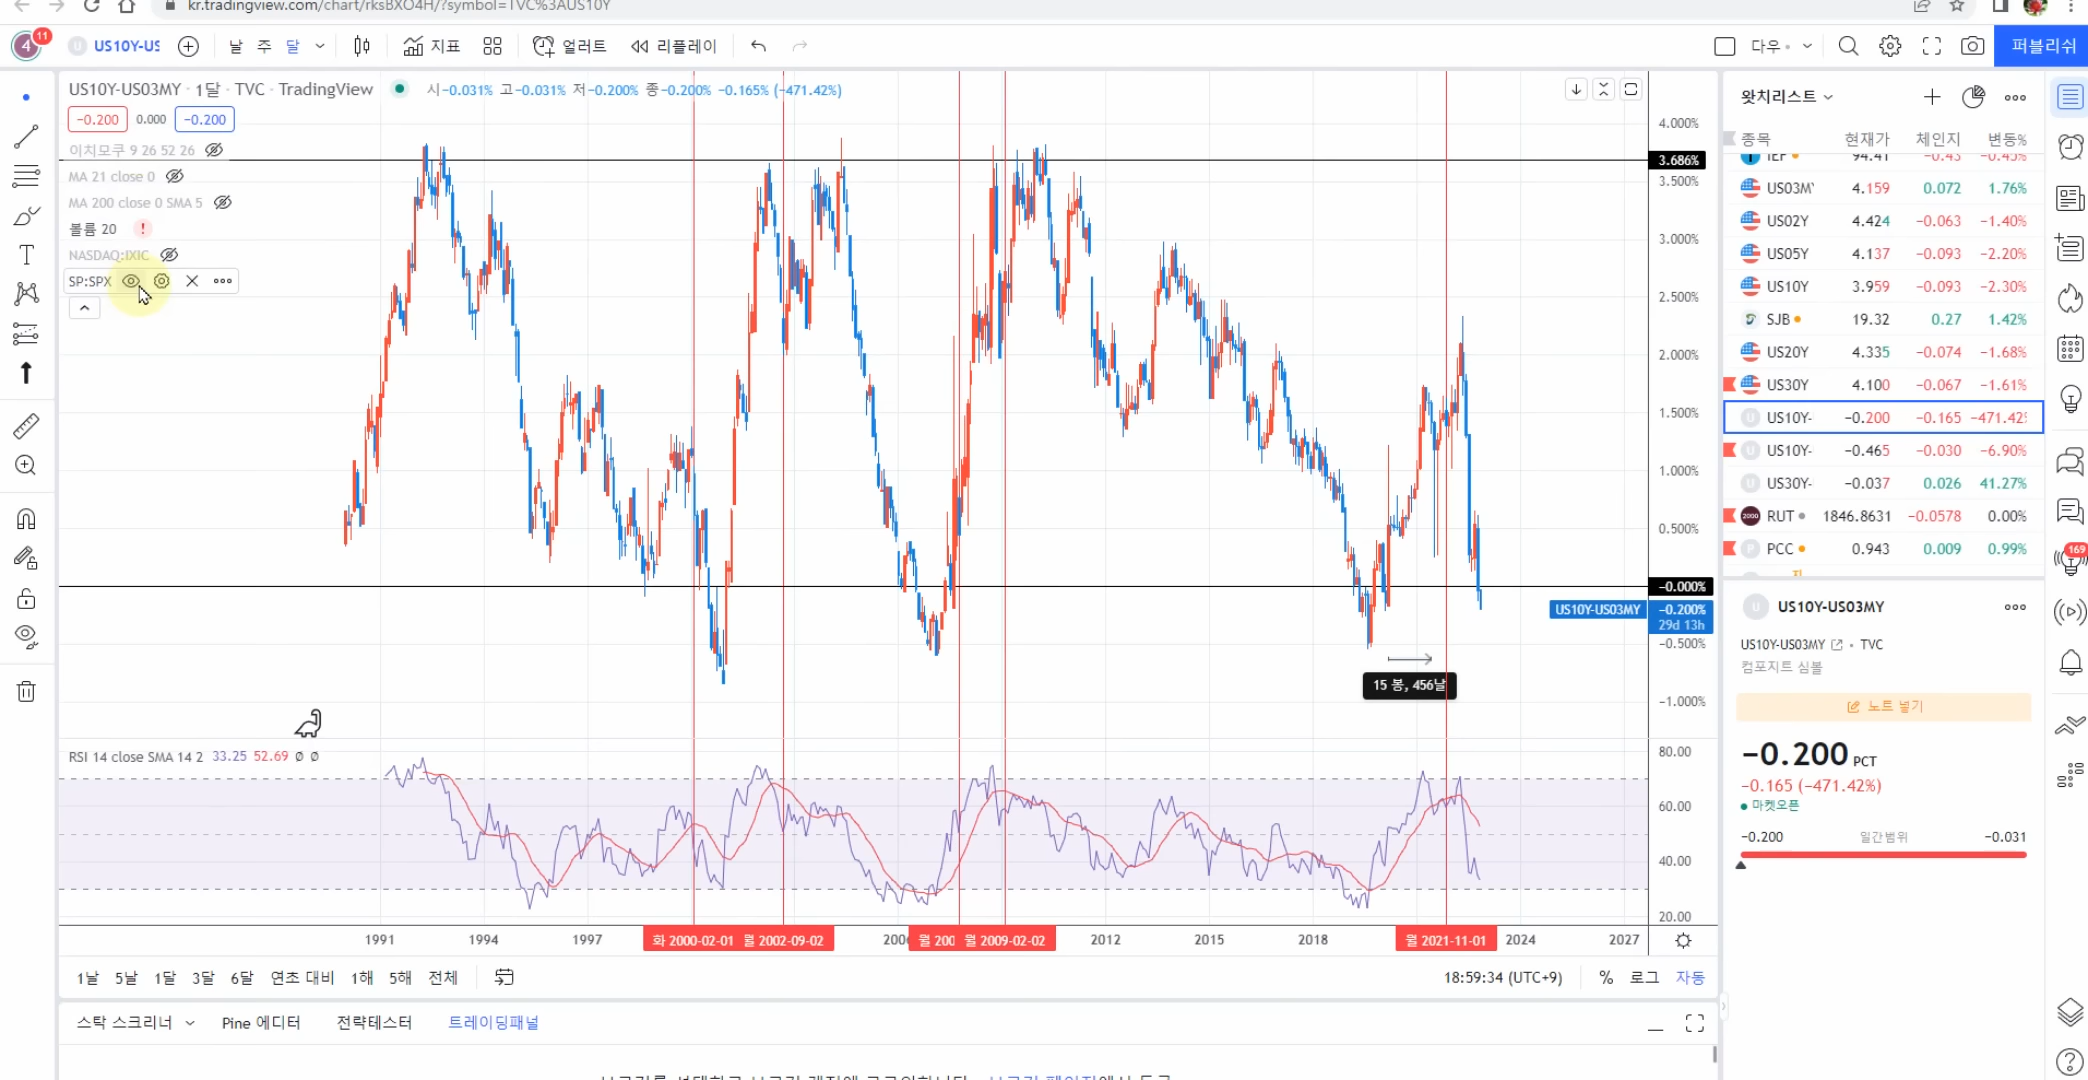 kr.tradingview.com/chart/rksBXO4H/?symbol=TVC%3AUS10Y
4 11 U US10Y-US 날 주 달 지표 얼러트 리플레이 다우 퍼블리쉬
US10Y-US03MY · 1달 · TVC · TradingView 시-0.031% 고-0.031% 저-0.200% 종-0.200% -0.165% (-471.42%)
-0.200 0.000 -0.200
이치모쿠 9 26 52 26
MA 21 close 0
MA 200 close 0 SMA 5
볼륨 20 !
NASDAQ:IXIC
SP:SPX
4.000%
3.686%
3.500%
3.000%
2.500%
2.000%
1.500%
1.000%
0.500%
-0.000%
US10Y-US03MY -0.200%
29d 13h
-0.500%
-1.000%
15 봉, 456날
RSI 14 close SMA 14 2 33.25 52.69 ∅ ∅
80.00
60.00
40.00
20.00
1991 1994 1997 화 2000-02-01 월 2002-09-02 200 월 200 월 2009-02-02 2012 2015 2018 월 2021-11-01 2024 2027
1날 5날 1달 3달 6달 연초 대비 1해 5해 전체 18:59:34 (UTC+9) % 로그 자동
스탁 스크리너 Pine 에디터 전략테스터 트레이딩패널
왓치리스트
종목 현재가 체인지 변동%
IEF 94.41 -0.43 -0.45%
US03M 4.159 0.072 1.76%
US02Y 4.424 -0.063 -1.40%
US05Y 4.137 -0.093 -2.20%
US10Y 3.959 -0.093 -2.30%
SJB 19.32 0.27 1.42%
US20Y 4.335 -0.074 -1.68%
US30Y 4.100 -0.067 -1.61%
U US10Y- -0.200 -0.165 -471.42
U US10Y- -0.465 -0.030 -6.90%
U US30Y- -0.037 0.026 41.27%
2000 RUT 1846.8631 -0.0578 0.00%
P PCC 0.943 0.009 0.99%
U US10Y-US03MY
US10Y-US03MY • TVC
컴포지트 심볼
노트 넣기
-0.200 PCT
-0.165 (-471.42%)
마켓오픈
-0.200 일간범위 -0.031
169